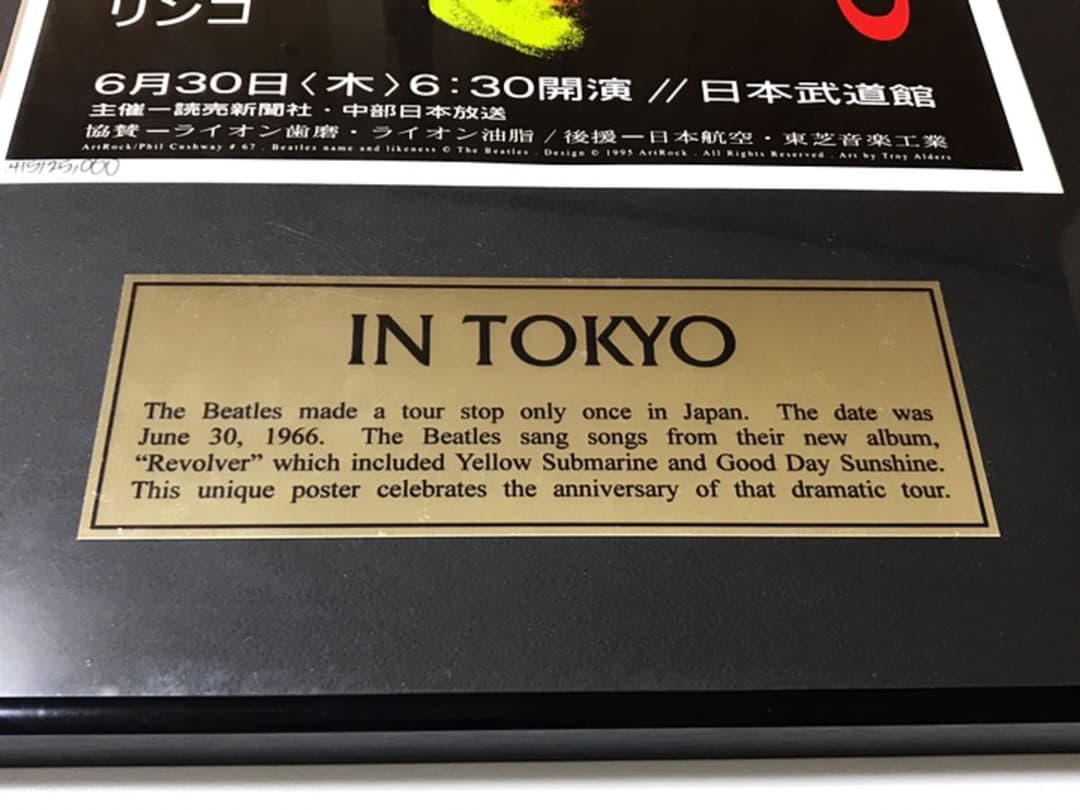 リンゴ
6月30日〈木〉6:30開演 // 日本武道館
主催ー読売新聞社・中部日本放送
協賛ーライオン歯磨・ライオン油脂/後援ー日本航空・東芝音楽工業
ArtRock/Phil Cushway # 67 . Beatles name and likeness © The Beatles . Design © 1995 ArtRock . All Rights Reserved . Art by Troy Alders
415/25,000
IN TOKYO
The Beatles made a tour stop only once in Japan. The date was
June 30, 1966. The Beatles sang songs from their new album,
“Revolver” which included Yellow Submarine and Good Day Sunshine.
This unique poster celebrates the anniversary of that dramatic tour.